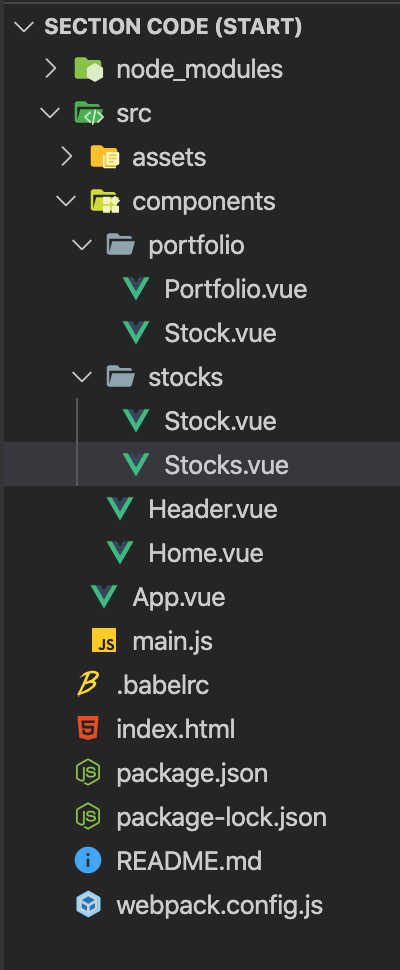 SECTION CODE (START)
node_modules
src
assets
components
portfolio
Portfolio.vue
Stock.vue
stocks
Stock.vue
Stocks.vue
Header.vue
Home.vue
App.vue
JS main.js
.babelrc
index.html
package.json
package-lock.json
README.md
webpack.config.js